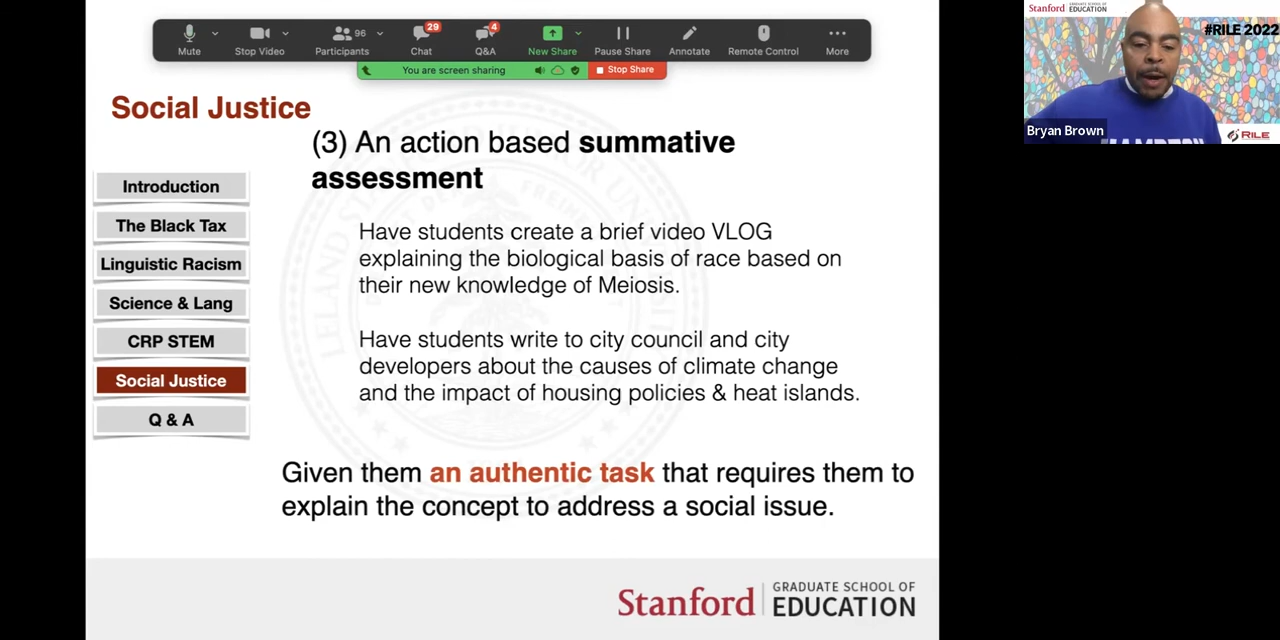 Mute
Stop Video
Participants
96
Chat
29
Q&A
4
New Share
Pause Share
Annotate
Remote Control
More
You are screen sharing
Stop Share
Stanford
GRADUATE SCHOOL OF
EDUCATION
#RILE 2022
Bryan Brown
RILE
Social Justice
(3) An action based summative
assessment
Introduction
The Black Tax
Linguistic Racism
Science & Lang
CRP STEM
Social Justice
Q & A
Have students create a brief video VLOG
explaining the biological basis of race based on
their new knowledge of Meiosis.
Have students write to city council and city
developers about the causes of climate change
and the impact of housing policies & heat islands.
Given them an authentic task that requires them to
explain the concept to address a social issue.
Stanford
GRADUATE SCHOOL OF
EDUCATION